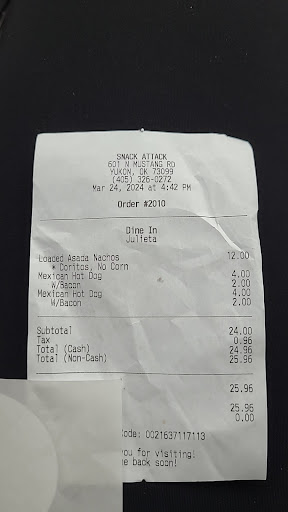 SNACK ATTACK
601 N MUSTANG RD
YUKON, OK 73099
(405) 326-0272
Mar 24, 2024 at 4:42 PM
Order #2010
Dine In
Julieta
Loaded Asada Nachos 12.00
* Doritos, No Corn
Mexican Hot Dog 4.00
W/Bacon 2.00
Mexican Hot Dog 4.00
W/Bacon 2.00
Subtotal 24.00
Tax 0.96
Total (Cash) 24.96
Total (Non-Cash) 25.96
25.96
25.96
0.00
Code: 0021637117113
you for visiting!
e back soon!